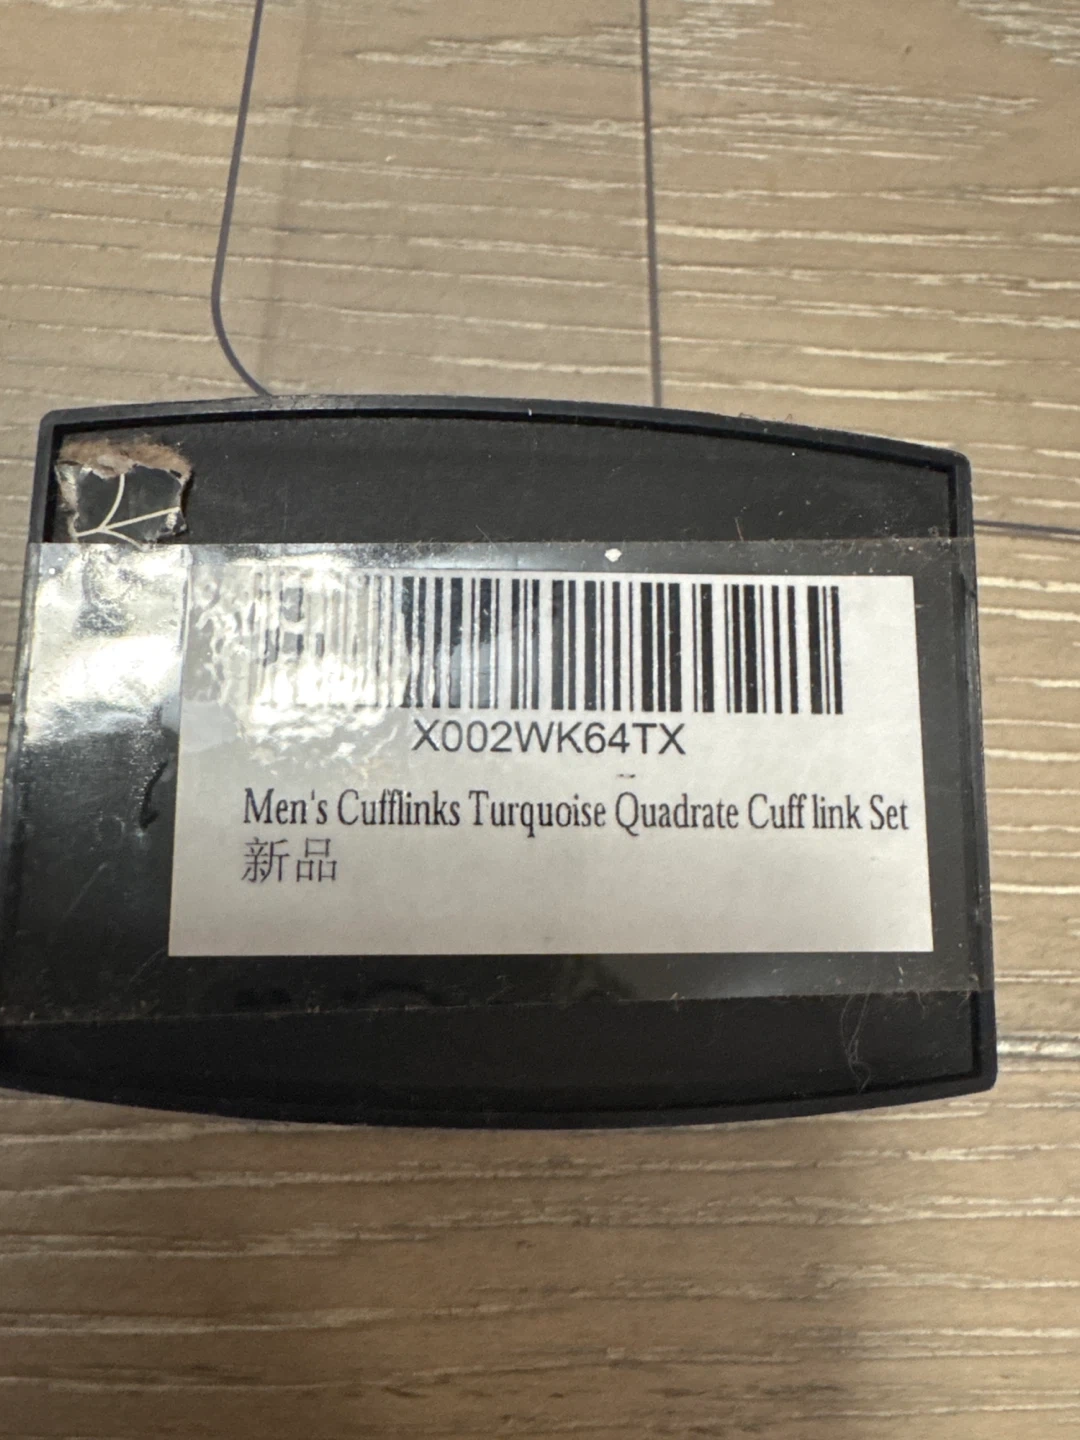 X002WK64TX
Men's Cufflinks Turquoise Quadrate Cuff link Set
新品